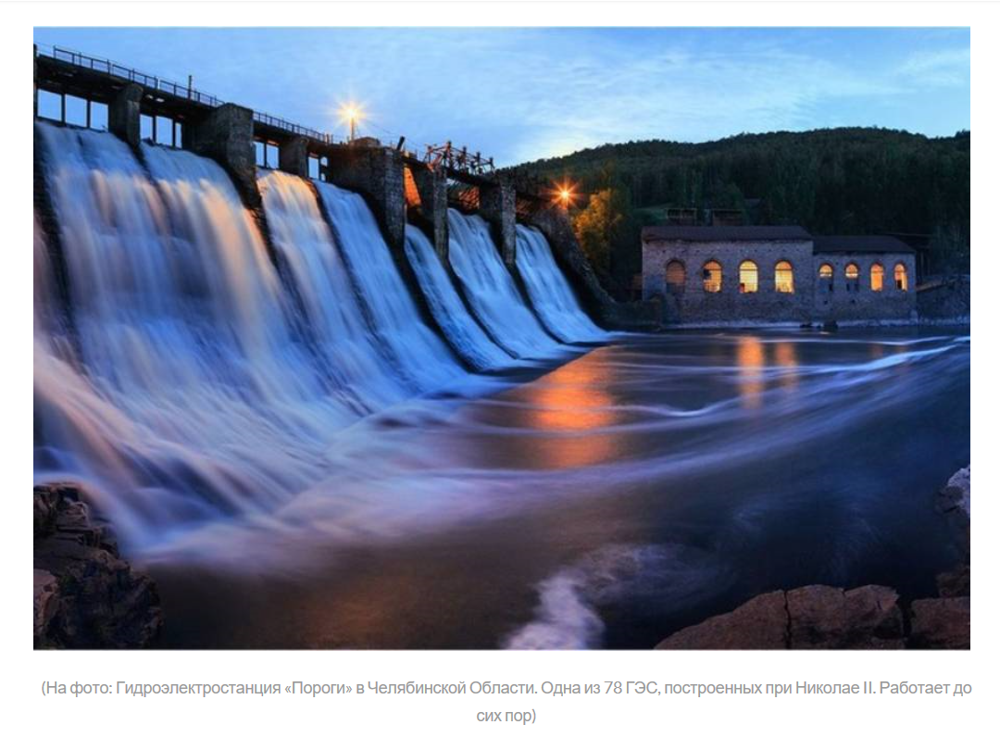 (На фото: Гидроэлектростанция «Пороги» в Челябинской Области. Одна из 78 ГЭС, построенных при Николае II. Работает до
сих пор)